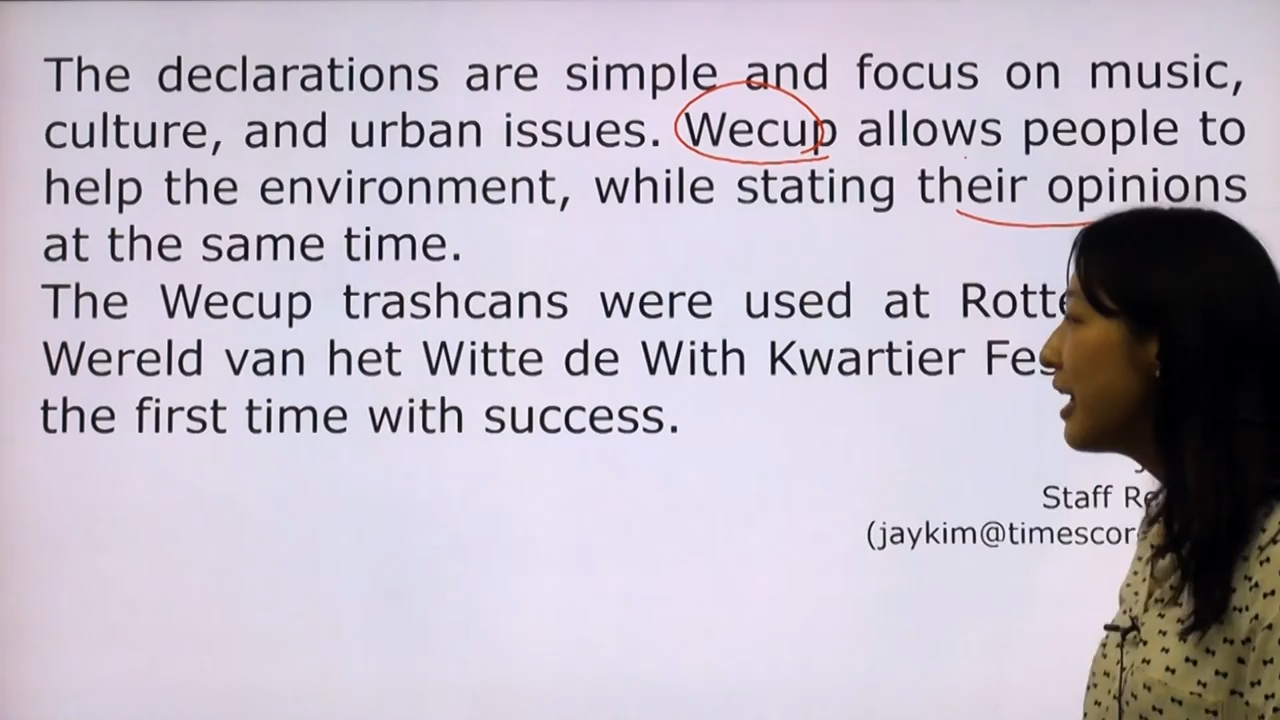 The declarations are simple and focus on music,
culture, and urban issues. Wecup allows people to
help the environment, while stating their opinions
at the same time.
The Wecup trashcans were used at
Wereld van het Witte de With Kwartier
the first time with success.
Staff